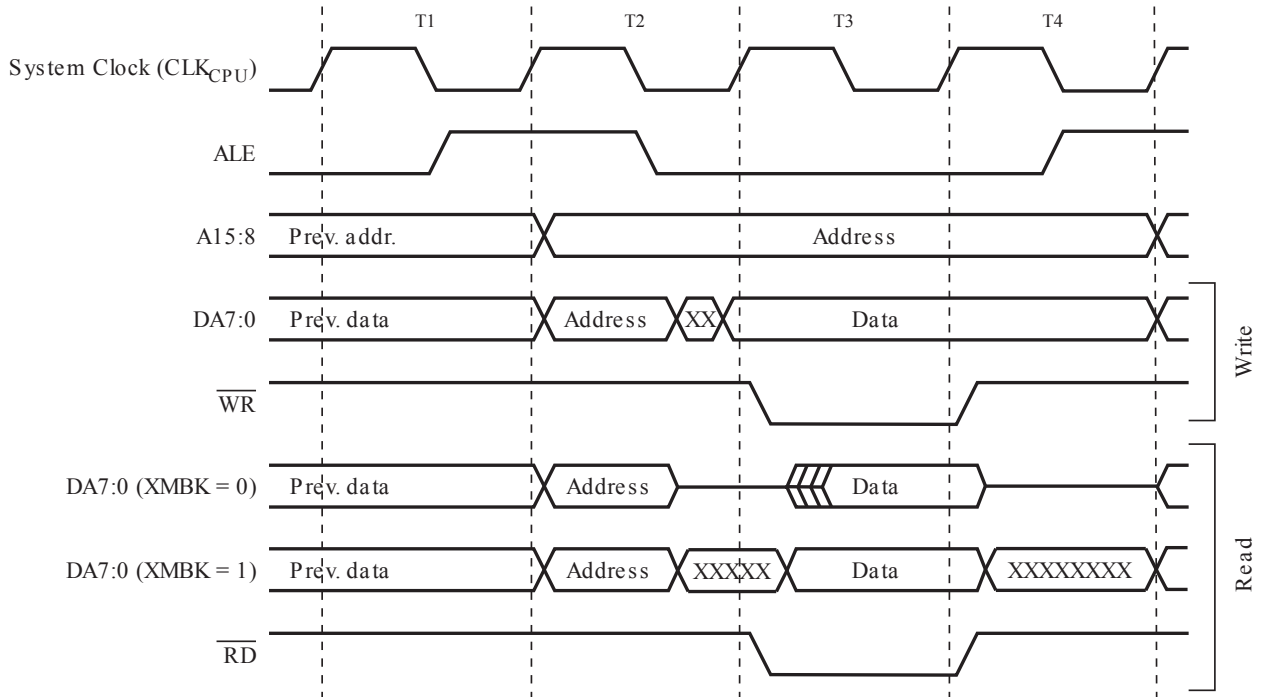 T1 T2 T3 T4
System Clock (CLKCPU)
ALE
A15:8 Prev. addr. Address
DA7:0 Prev. data Address XX Data
WR
Write
DA7:0 (XMBK = 0) Prev. data Address Data
DA7:0 (XMBK = 1) Prev. data Address XXXXX Data XXXXXXXX
RD
Read